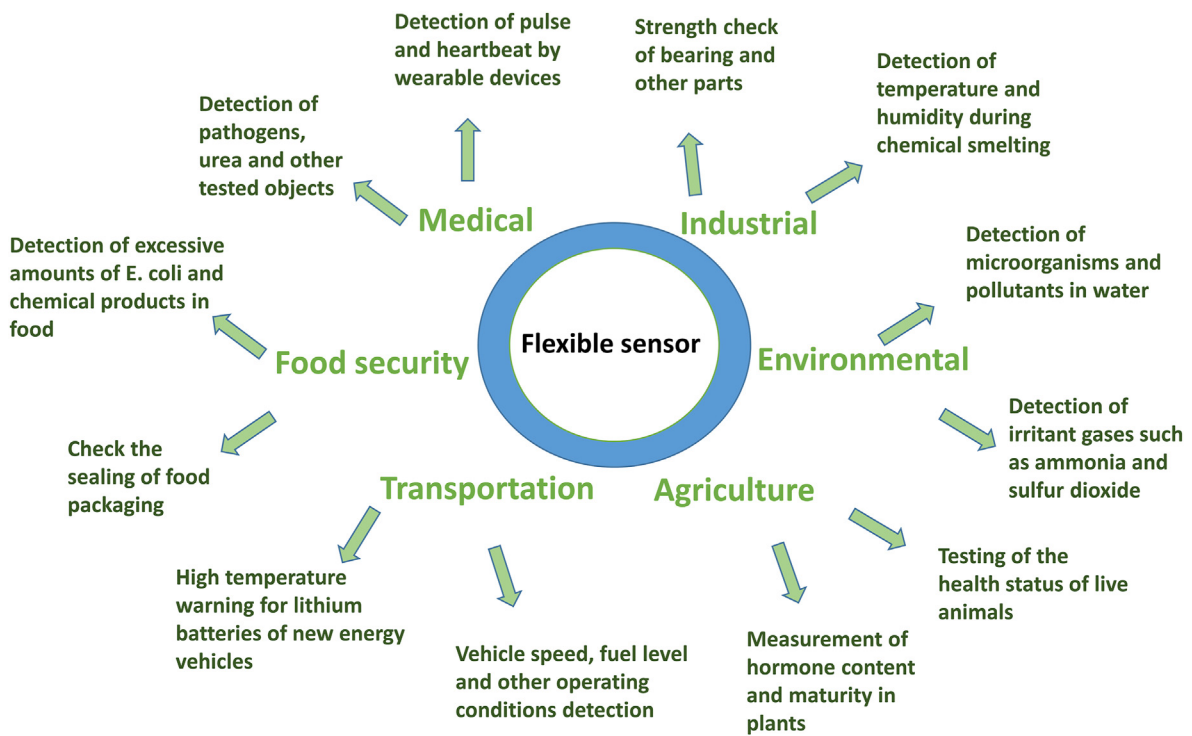 Detection of pulse
and heartbeat by
wearable devices
Strength check
of bearing and
other parts
Detection of
temperature and
humidity during
chemical smelting
Detection of
pathogens,
urea and other
tested objects
Medical
Industrial
Detection of excessive
amounts of E. coli and
chemical products in
food
Detection of
microorganisms and
pollutants in water
Flexible sensor
Food security
Environmental
Check the
sealing of food
packaging
Detection of
irritant gases such
as ammonia and
sulfur dioxide
Transportation
Agriculture
High temperature
warning for lithium
batteries of new energy
vehicles
Vehicle speed, fuel level
and other operating
conditions detection
Measurement of
hormone content
and maturity in
plants
Testing of the
health status of live
animals